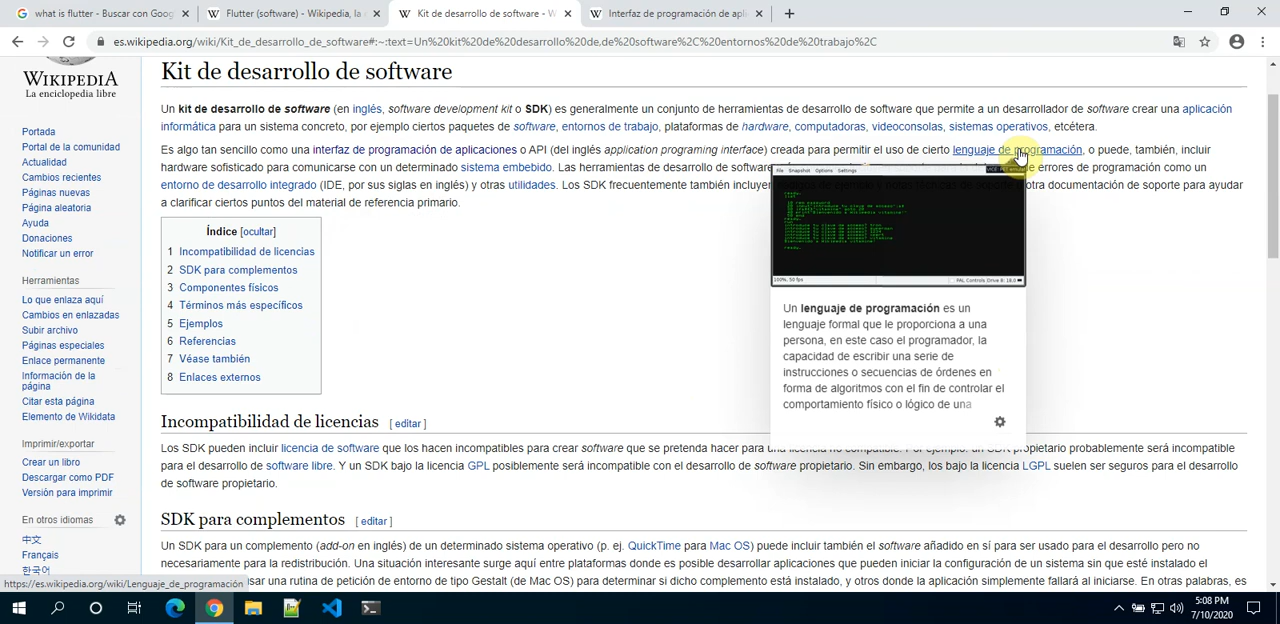 what is flutter - Buscar con Goog
Flutter (software) - Wikipedia, la
Kit de desarrollo de software - W
Interfaz de programación de apli
es.wikipedia.org/wiki/Kit_de_desarrollo_de_software#:~:text=Un%20kit%20de%20desarrollo%20de,de%20software%2C%20entornos%20de%20trabajo%2C
WIKIPEDIA
La enciclopedia libre
Portada
Portal de la comunidad
Actualidad
Cambios recientes
Páginas nuevas
Página aleatoria
Ayuda
Donaciones
Notificar un error
Herramientas
Lo que enlaza aquí
Cambios en enlazadas
Subir archivo
Páginas especiales
Enlace permanente
Información de la
página
Citar esta página
Elemento de Wikidata
Imprimir/exportar
Crear un libro
Descargar como PDF
Versión para imprimir
En otros idiomas
中文
Français
한국어
Kit de desarrollo de software
Un kit de desarrollo de software (en inglés, software development kit o SDK) es generalmente un conjunto de herramientas de desarrollo de software que permite a un desarrollador de software crear una aplicación
informática para un sistema concreto, por ejemplo ciertos paquetes de software, entornos de trabajo, plataformas de hardware, computadoras, videoconsolas, sistemas operativos, etcétera.
Es algo tan sencillo como una interfaz de programación de aplicaciones o API (del inglés application programing interface) creada para permitir el uso de cierto lenguaje de programación, o puede, también, incluir
hardware sofisticado para comunicarse con un determinado sistema embebido. Las herramientas de desarrollo de software de errores de programación como un
entorno de desarrollo integrado (IDE, por sus siglas en inglés) y otras utilidades. Los SDK frecuentemente también incluyen otra documentación de soporte para ayudar
a clarificar ciertos puntos del material de referencia primario.
Índice [ocultar]
1 Incompatibilidad de licencias
2 SDK para complementos
3 Componentes físicos
4 Términos más específicos
5 Ejemplos
6 Referencias
7 Véase también
8 Enlaces externos
File Snapshot Options Settings
100%, 50 fps
Un lenguaje de programación es un
lenguaje formal que le proporciona a una
persona, en este caso el programador, la
capacidad de escribir una serie de
instrucciones o secuencias de órdenes en
forma de algoritmos con el fin de controlar el
comportamiento físico o lógico de una
Incompatibilidad de licencias [ editar ]
Los SDK pueden incluir licencia de software que los hacen incompatibles para crear software que se pretenda hacer para una licencia no compatible. Por ejemplo: un SDK propietario probablemente será incompatible
para el desarrollo de software libre. Y un SDK bajo la licencia GPL posiblemente será incompatible con el desarrollo de software propietario. Sin embargo, los bajo la licencia LGPL suelen ser seguros para el desarrollo
de software propietario.
SDK para complementos [ editar ]
Un SDK para un complemento (add-on en inglés) de un determinado sistema operativo (p. ej. QuickTime para Mac OS) puede incluir también el software añadido en sí para ser usado para el desarrollo pero no
necesariamente para la redistribución. Una situación interesante surge aquí entre plataformas donde es posible desarrollar aplicaciones que pueden iniciar la configuración de un sistema sin que esté instalado el
usar una rutina de petición de entorno de tipo Gestalt (de Mac OS) para determinar si dicho complemento está instalado, y otros donde la aplicación simplemente fallará al iniciarse. En otras palabras, es
https://es.wikipedia.org/wiki/Lenguaje_de_programación
5:08 PM
7/10/2020